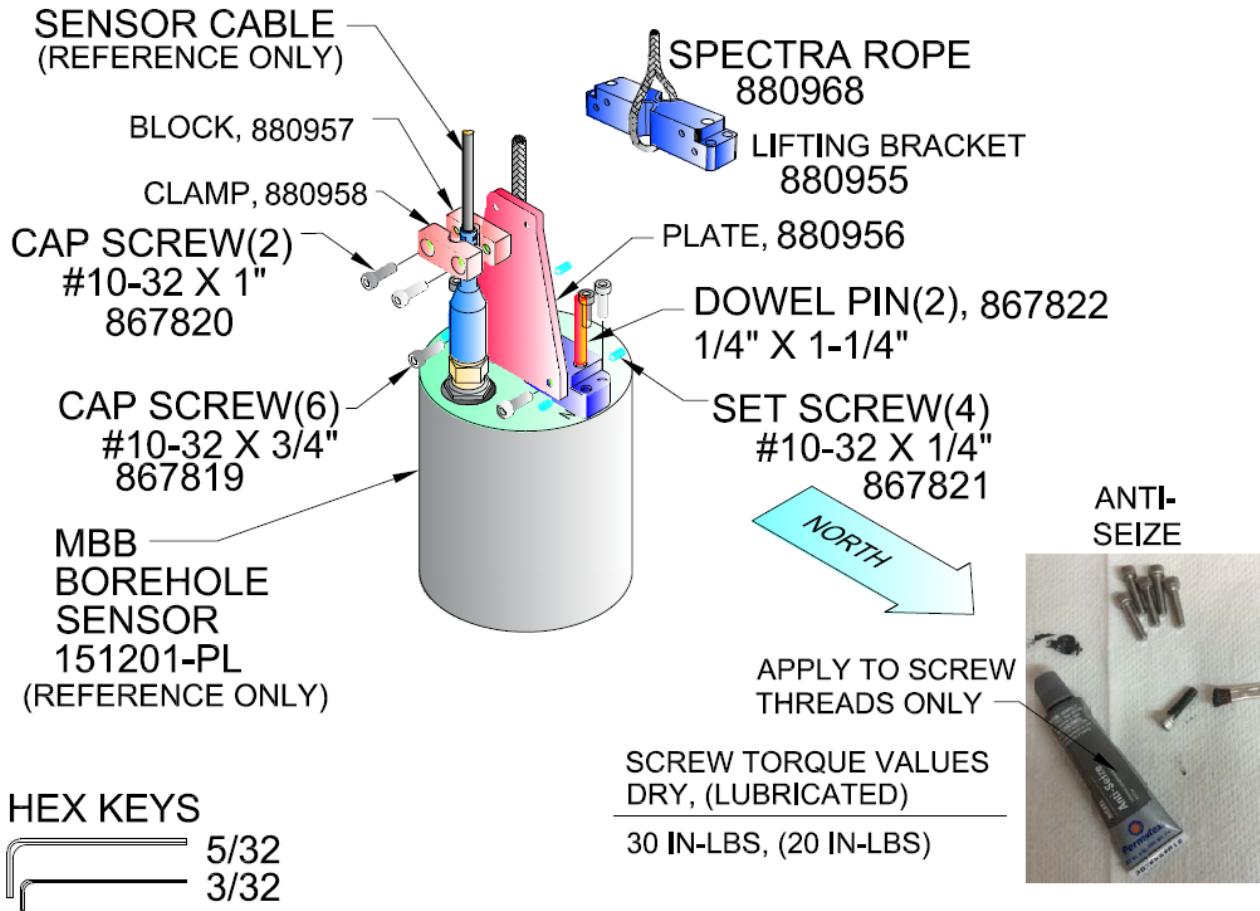 SENSOR CABLE
(REFERENCE ONLY)
SPECTRA ROPE
880968
BLOCK, 880957
LIFTING BRACKET
880955
CLAMP, 880958
CAP SCREW(2)
#10-32 X 1"
867820
PLATE, 880956
DOWEL PIN(2), 867822
1/4" X 1-1/4"
CAP SCREW(6)
#10-32 X 3/4"
867819
SET SCREW(4)
#10-32 X 1/4"
867821
N
MBB
BOREHOLE
SENSOR
151201-PL
(REFERENCE ONLY)
NORTH
ANTI-
SEIZE
APPLY TO SCREW
THREADS ONLY
Anti-Seize
Permatex
SCREW TORQUE VALUES
DRY, (LUBRICATED)
30 IN-LBS, (20 IN-LBS)
HEX KEYS
5/32
3/32